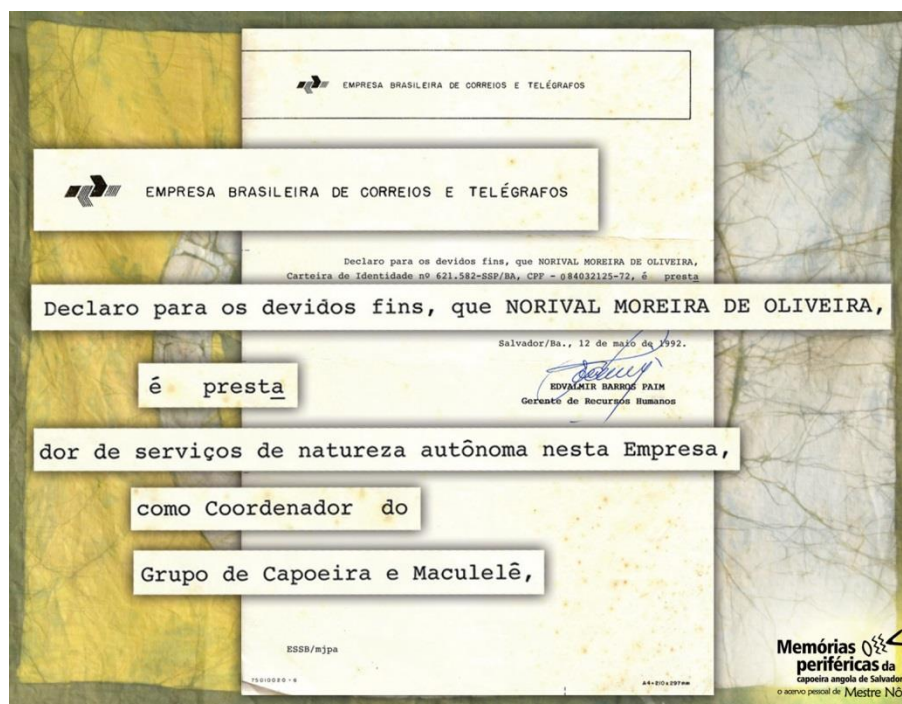 EMPRESA BRASILEIRA DE CORREIOS E TELÉGRAFOS
EMPRESA BRASILEIRA DE CORREIOS E TELÉGRAFOS
Declaro para os devidos fins, que NORIVAL MOREIRA DE OLIVEIRA,
Carteira de Identidade nº 621.582-SSP/BA, CPF - 084032125-72, é presta
Declaro para os devidos fins, que NORIVAL MOREIRA DE OLIVEIRA,
Salvador/Ba., 12 de maio de 1992.
é presta
EDVALMIR BARROS PAIM
Gerente de Recursos Humanos
dor de serviços de natureza autônoma nesta Empresa,
como Coordenador do
Grupo de Capoeira e Maculelê,
ESSB/mjpa
75010020-6
A4=210x297mm
Memórias
periféricas da
capoeira angola de Salvador
o acervo pessoal de Mestre Nô